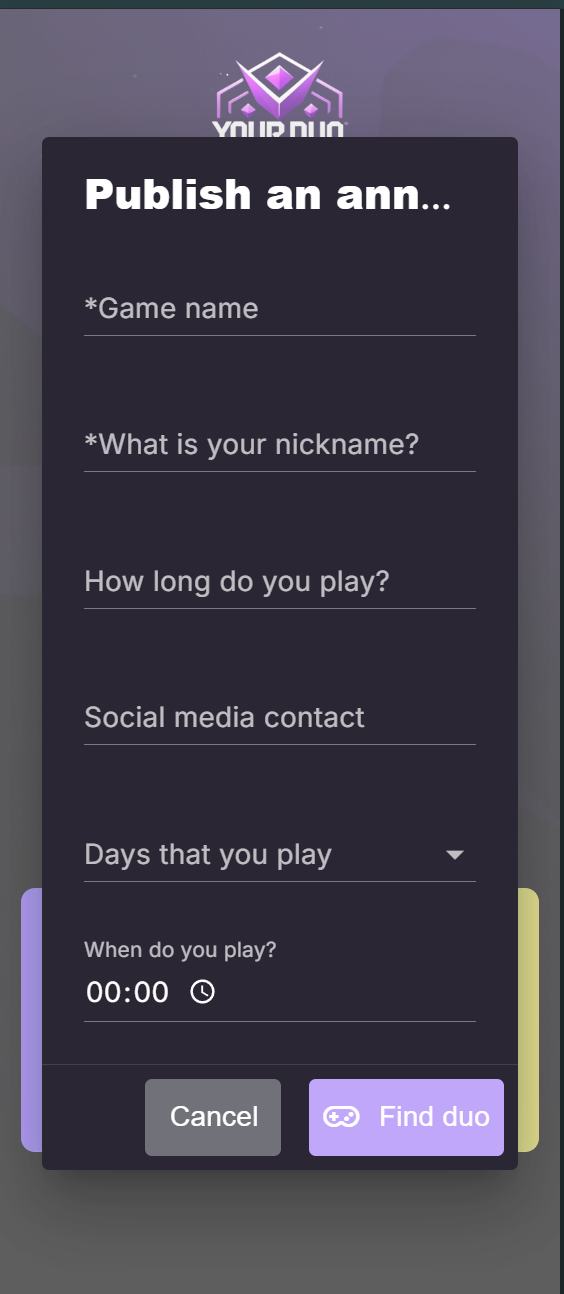 YOUR DUO
Publish an ann...
*Game name
*What is your nickname?
How long do you play?
Social media contact
Days that you play
When do you play?
00:00
Cancel
Find duo